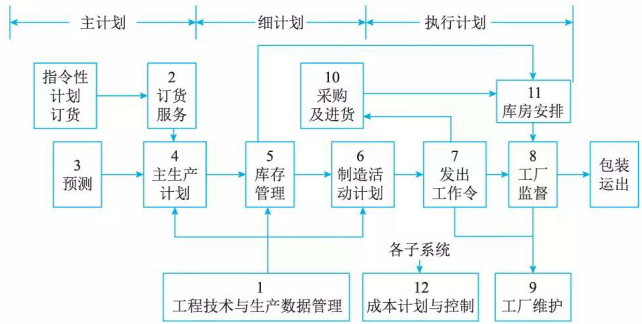 主计划
细计划
执行计划
指令性
计划
订货
2
订货
服务
10
采购
及进货
11
库房安排
3
预测
4
主生产
计划
5
库存
管理
6
制造活
动计划
7
发出
工作令
8
工厂
监督
包装
运出
各子系统
1
工程技术与生产数据管理
12
成本计划与控制
9
工厂维护